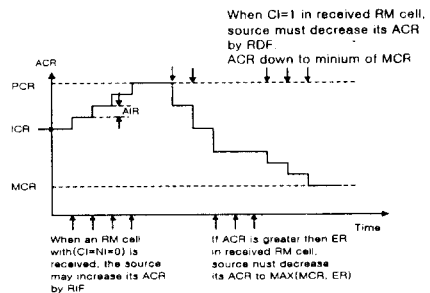 When CI=1 in received RM cell,
source must decrease its ACR
by RDF.
ACR down to minium of MCR
ACR
PCR
AIR
ICR
MCR
Time
When an RM cell
with(CI=NI=0) is
received, the source
may increase its ACR
by RIF
If ACR is greater then ER
in received RM cell,
source nust decrease
its ACR to MAX(MCR, ER)